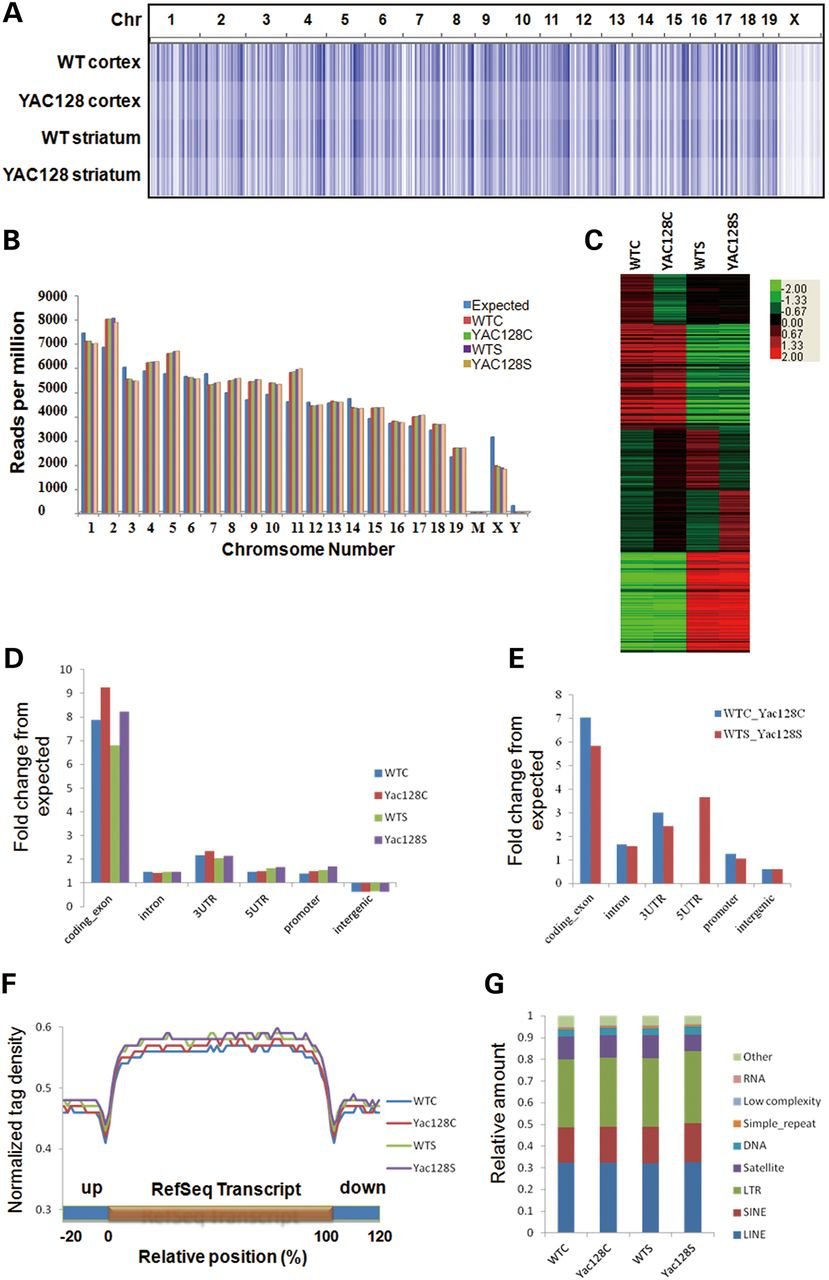 A
Chr 1 2 3 4 5 6 7 8 9 10 11 12 13 14 15 16 17 18 19 X
WT cortex
YAC128 cortex
WT striatum
YAC128 striatum
B
Reads per million
9000
8000
7000
6000
5000
4000
3000
2000
1000
0
Expected
WTC
YAC128C
WTS
YAC128S
1 2 3 4 5 6 7 8 9 10 11 12 13 14 15 16 17 18 19 M X Y
Chromsome Number
C
WTC
YAC128C
WTS
YAC128S
-2.00
-1.33
-0.67
0.00
0.67
1.33
2.00
D
Fold change from
expected
10
9
8
7
6
5
4
3
2
1
0
WTC
Yac128C
WTS
Yac128S
coding_exon
intron
3UTR
5UTR
promoter
intergenic
E
Fold change from
expected
8
7
6
5
4
3
2
1
0
WTC_Yac128C
WTS_Yac128S
coding_exon
intron
3UTR
5UTR
promoter
intergenic
F
Normalized tag density
0.6
0.5
0.4
0.3
WTC
Yac128C
WTS
Yac128S
up RefSeq Transcript down
-20 0 100 120
Relative position (%)
G
Relative amount
1
0.9
0.8
0.7
0.6
0.5
0.4
0.3
0.2
0.1
0
Other
RNA
Low complexity
Simple_repeat
DNA
Satellite
LTR
SINE
LINE
WTC
Yac128C
WTS
Yac128S